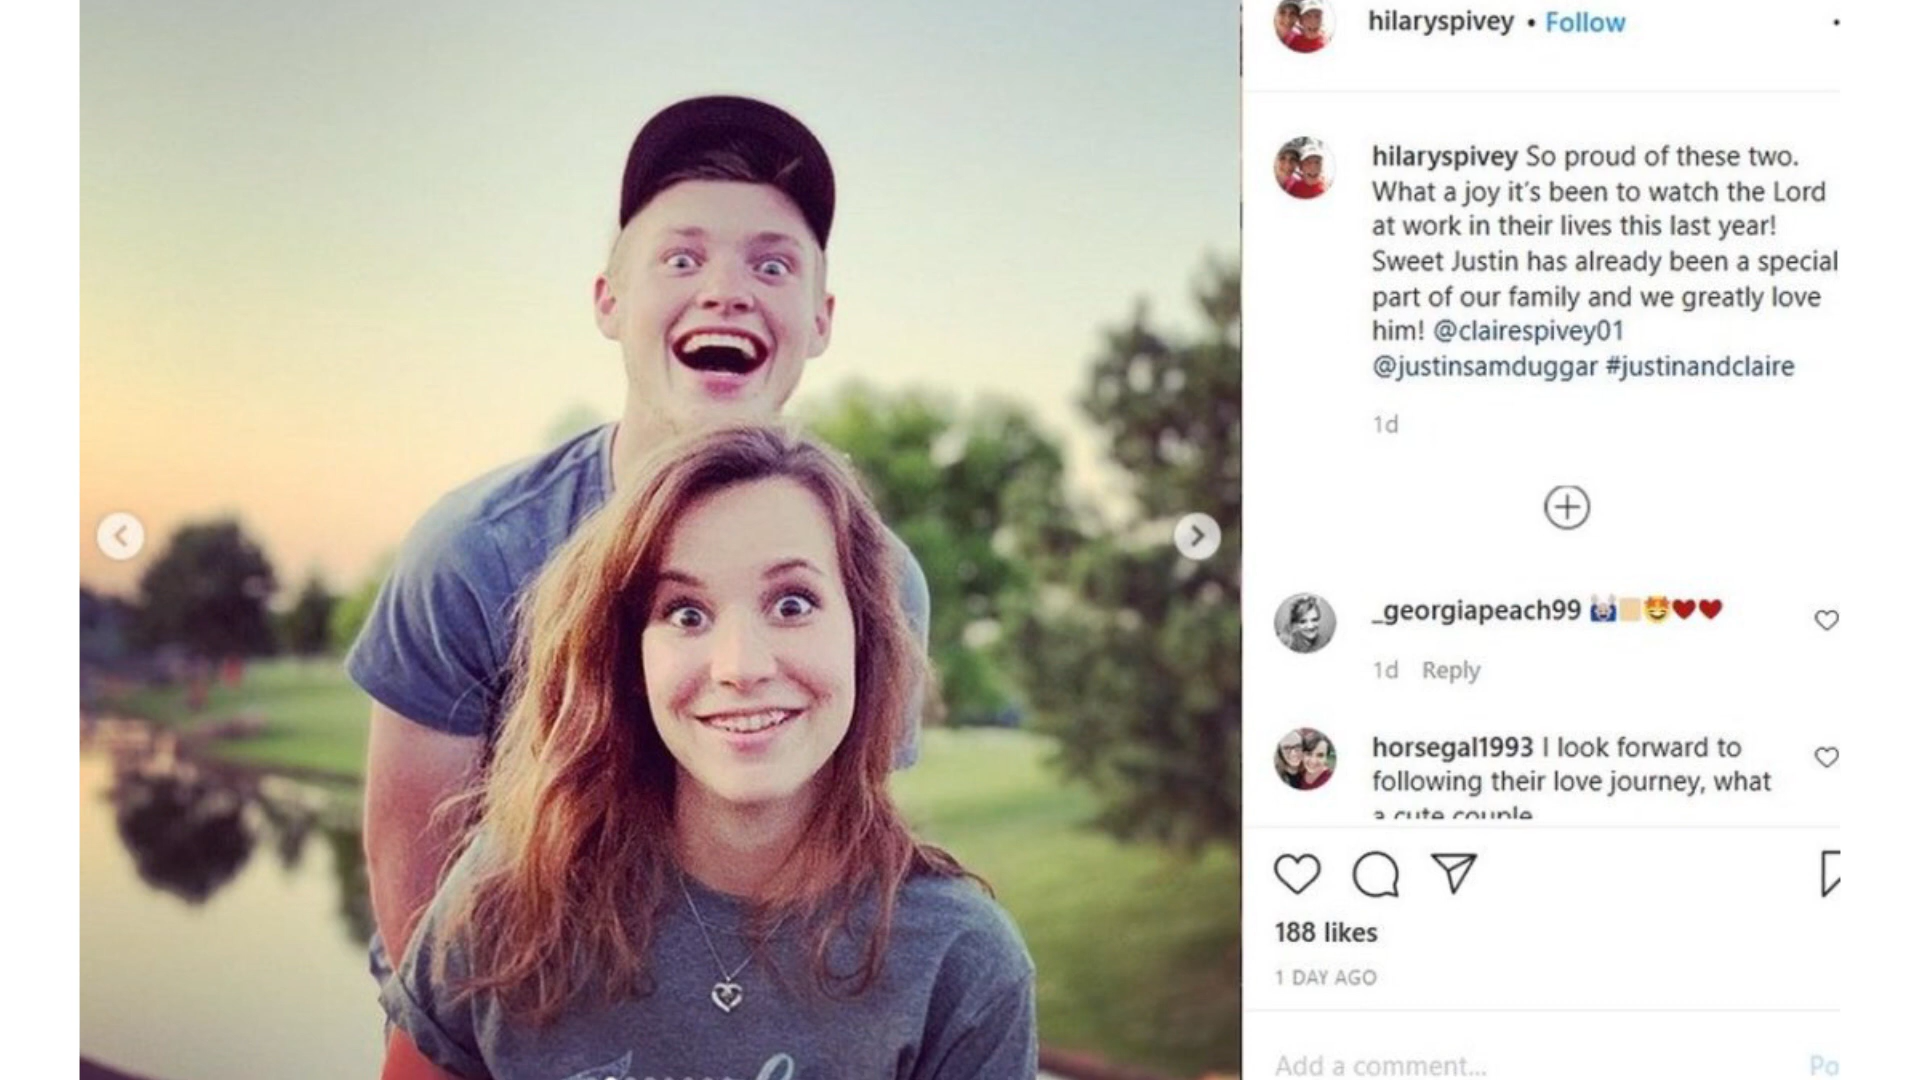 hilaryspivey • Follow
hilaryspivey So proud of these two.
What a joy it's been to watch the Lord
at work in their lives this last year!
Sweet Justin has already been a special
part of our family and we greatly love
him! @clairespivey01
@justinsamduggar #justinandclaire
1d
_georgiapeach99
1d Reply
horsegal1993 I look forward to
following their love journey, what
a cute couple
188 likes
1 DAY AGO
Add a comment... Po